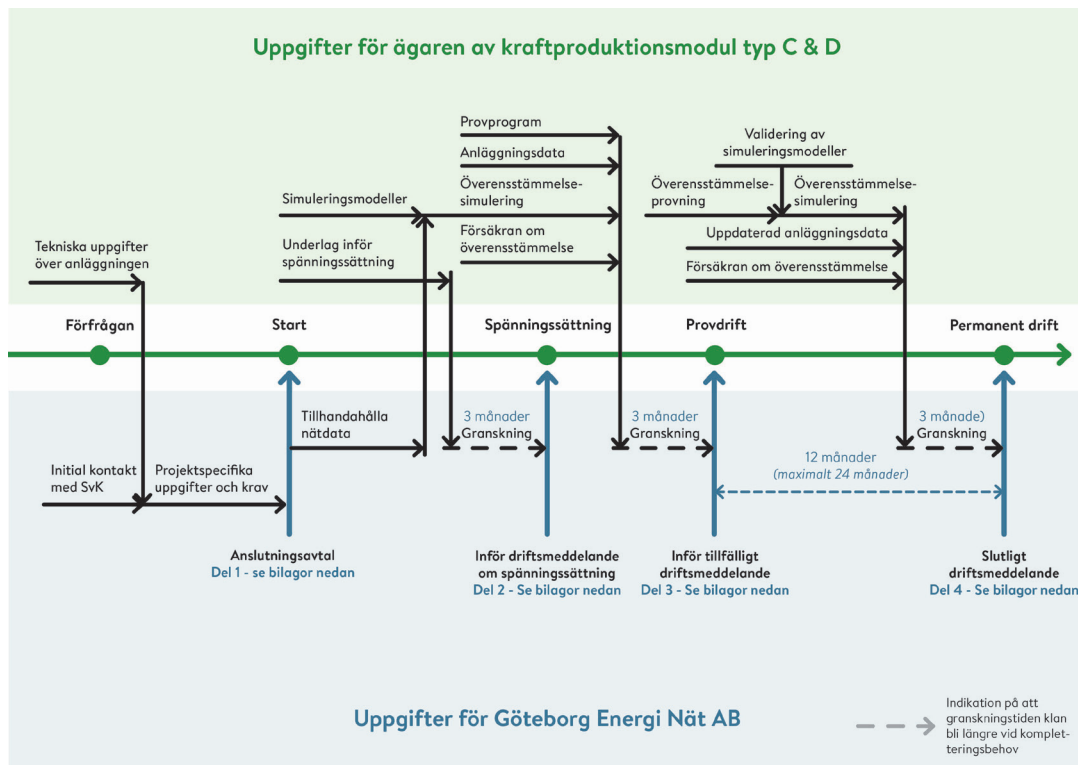 Uppgifter för ägaren av kraftproduktionsmodul typ C & D
Provprogram
Anläggningsdata
Överensstämmelse-
simulering
Försäkran om
överensstämmelse
Simuleringsmodeller
Underlag inför
spänningssättning
Tekniska uppgifter
över anläggningen
Validering av
simuleringsmodeller
Överensstämmelse-
provning
Överensstämmelse-
simulering
Uppdaterad anläggningsdata
Försäkran om överensstämmelse
Förfrågan
Start
Spänningssättning
Provdrift
Permanent drift
Tillhandahålla
nätdata
3 månader
Granskning
3 månader
Granskning
3 månade)
Granskning
12 månader
(maximalt 24 månader)
Initial kontakt
med SvK
Projektspecifika
uppgifter och krav
Anslutningsavtal
Del 1 - se bilagor nedan
Inför driftsmeddelande
om spänningssättning
Del 2 - Se bilagor nedan
Inför tillfälligt
driftsmeddelande
Del 3 - Se bilagor nedan
Slutligt
driftsmeddelande
Del 4 - Se bilagor nedan
Uppgifter för Göteborg Energi Nät AB
Indikation på att
granskningstiden klan
bli längre vid komplet-
teringsbehov